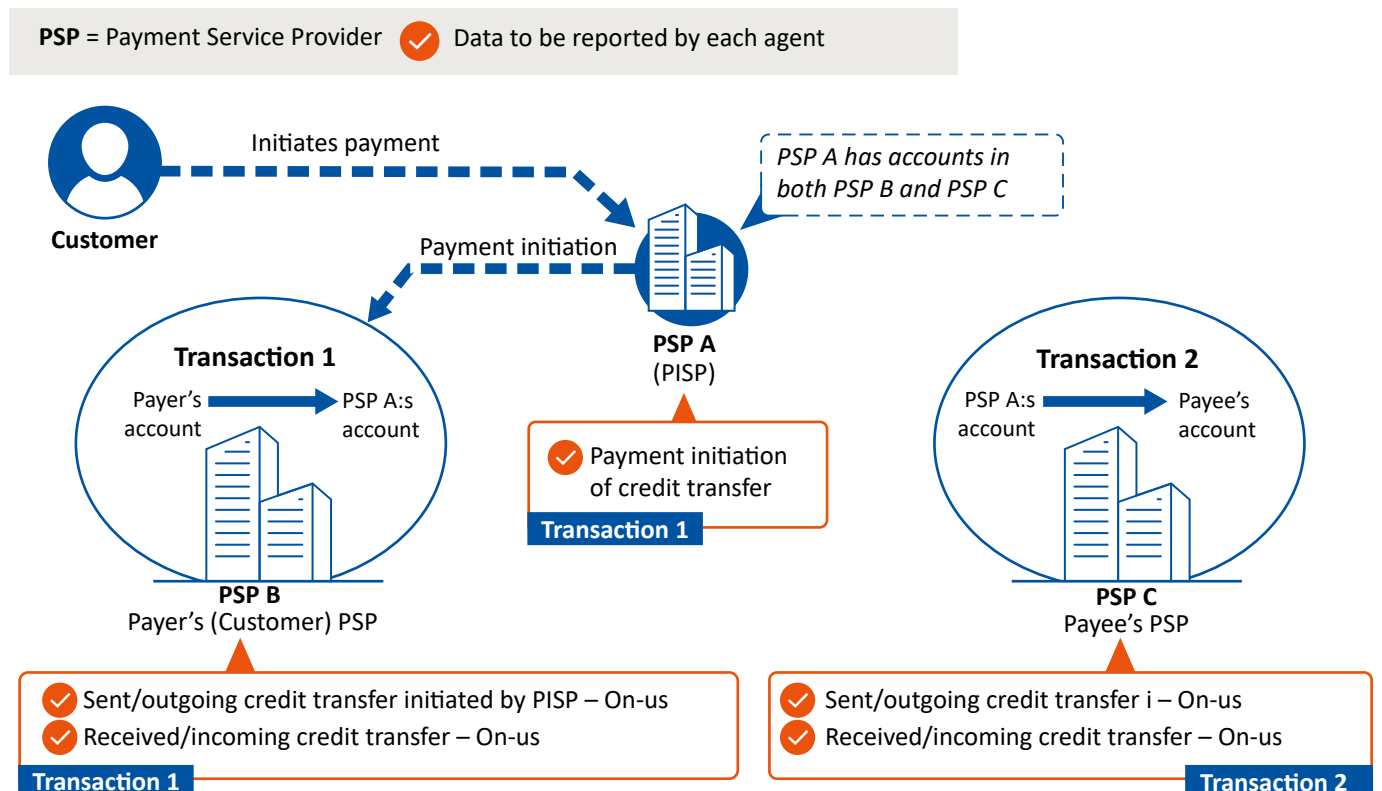 PSP = Payment Service Provider Data to be reported by each agent
Initiates payment
PSP A has accounts in
both PSP B and PSP C
Customer
Payment initiation
PSP A
(PISP)
Transaction 1
Payer's
account
PSP A:s
account
Transaction 2
PSP A:s
account
Payee's
account
Payment initiation
of credit transfer
Transaction 1
PSP B
Payer's (Customer) PSP
PSP C
Payee's PSP
Sent/outgoing credit transfer initiated by PISP – On-us
Received/incoming credit transfer – On-us
Transaction 1
Sent/outgoing credit transfer i – On-us
Received/incoming credit transfer – On-us
Transaction 2